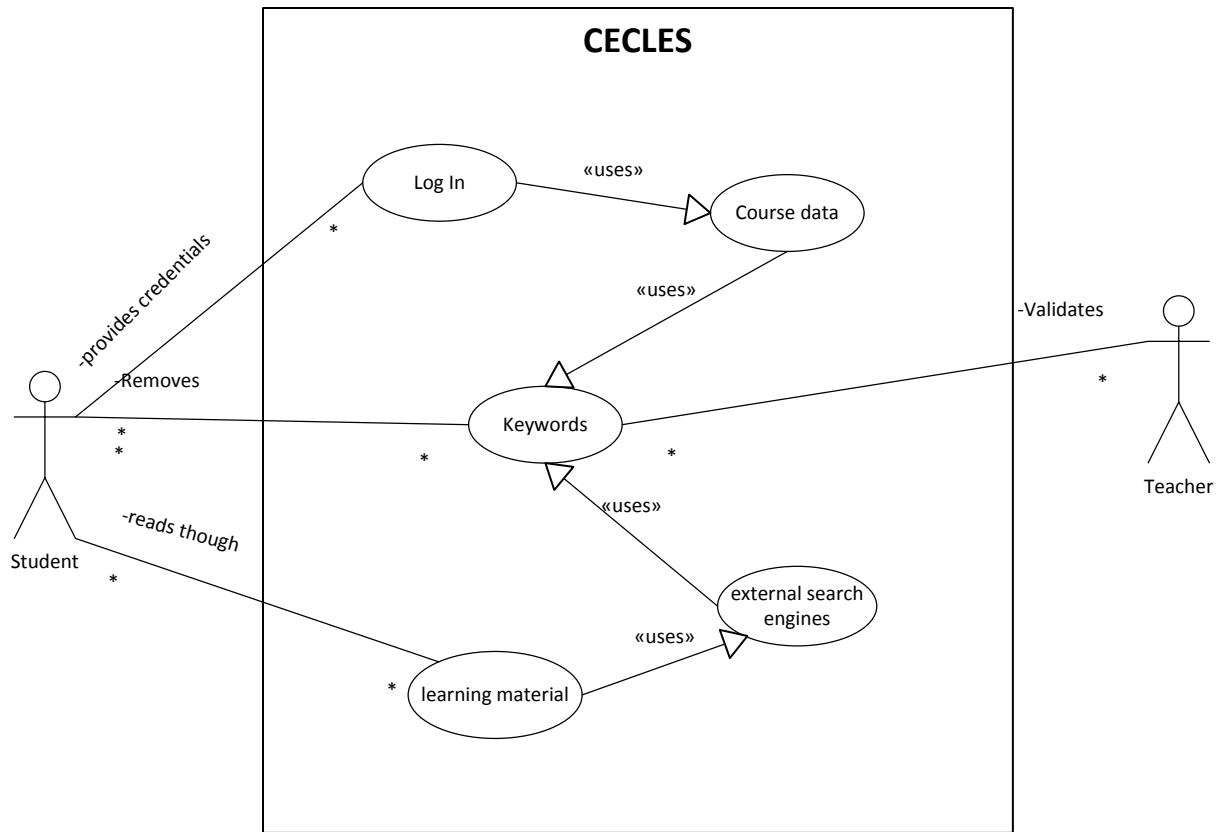 CECLES
Log In
«uses»
Course data
*
-provides credentials
«uses»
-Validates
-Removes
*
*
*
Keywords
*
*
*
Teacher
«uses»
-reads though
Student
*
external search
engines
«uses»
*
learning material